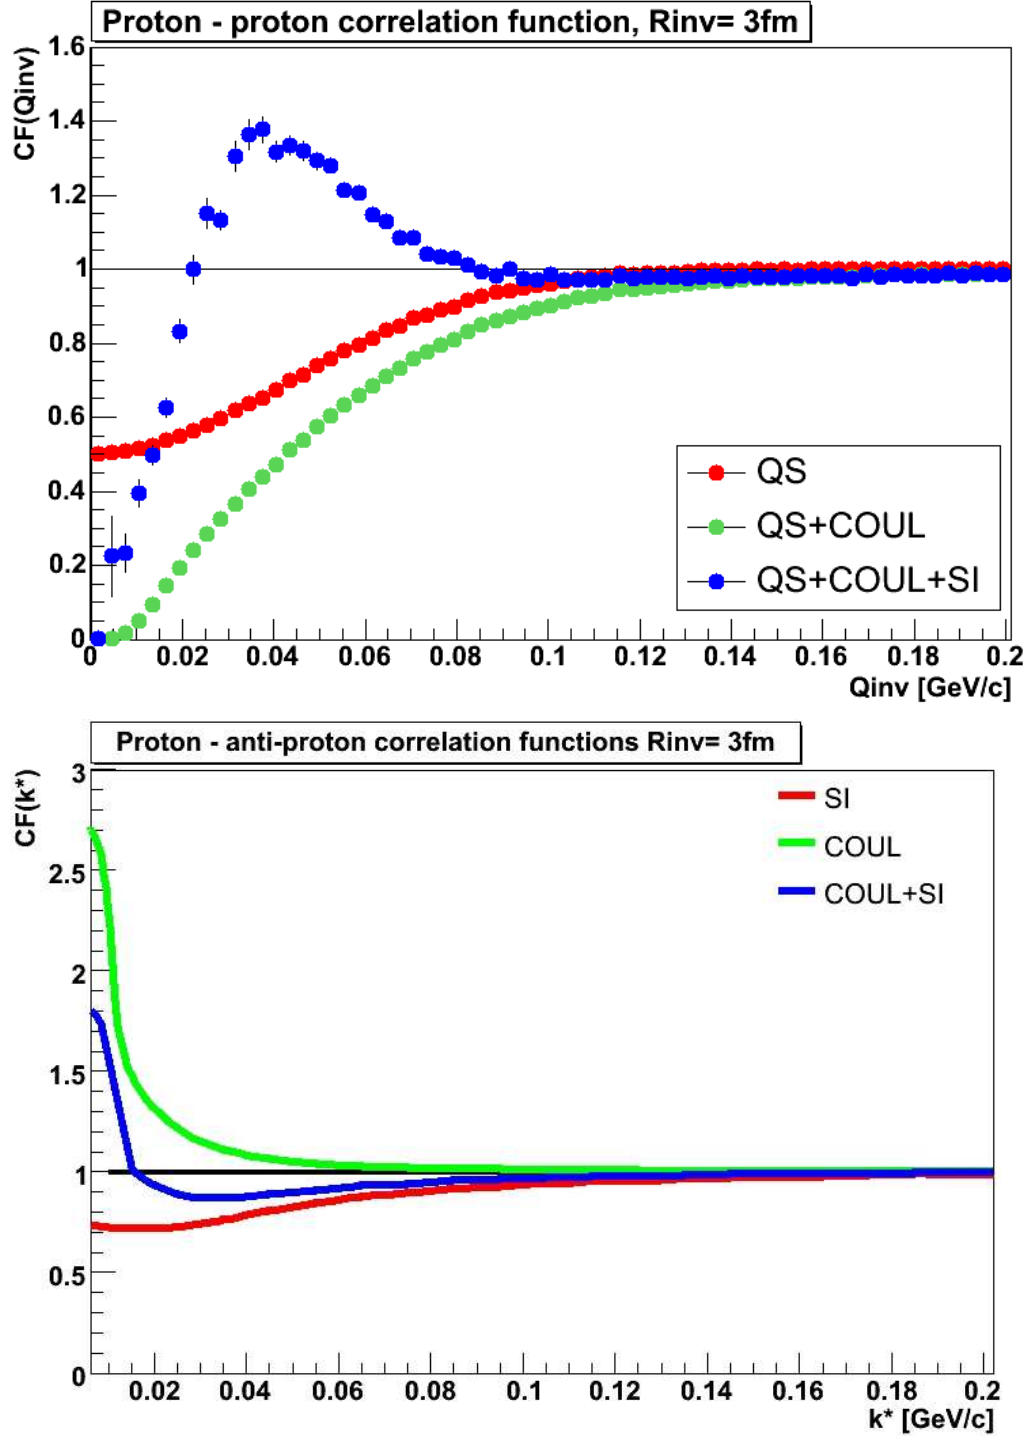 Proton - proton correlation function, Rinv= 3fm
CF(Qinv)
1.6
1.4
1.2
1
0.8
0.6
0.4
0.2
0
QS
QS+COUL
QS+COUL+SI
0 0.02 0.04 0.06 0.08 0.1 0.12 0.14 0.16 0.18 0.2
Qinv [GeV/c]
Proton - anti-proton correlation functions Rinv= 3fm
CF(k*)
3
2.5
2
1.5
1
0.5
0
SI
COUL
COUL+SI
0.02 0.04 0.06 0.08 0.1 0.12 0.14 0.16 0.18 0.2
k* [GeV/c]